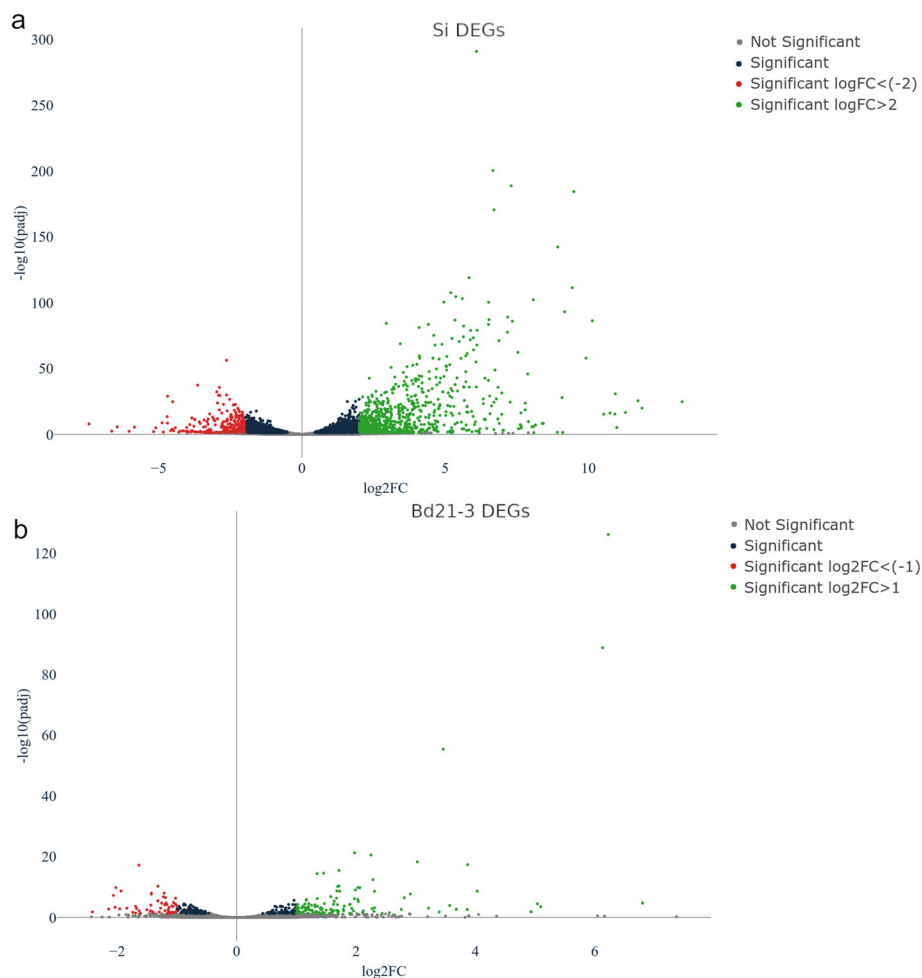 a
Si DEGs
300
250
200
150
100
50
0
-log10(padj)
−5
0
5
10
log2FC
Not Significant
Significant
Significant logFC<(-2)
Significant logFC>2
b
Bd21-3 DEGs
120
100
80
60
40
20
0
-log10(padj)
−2
0
2
4
6
log2FC
Not Significant
Significant
Significant log2FC<(-1)
Significant log2FC>1